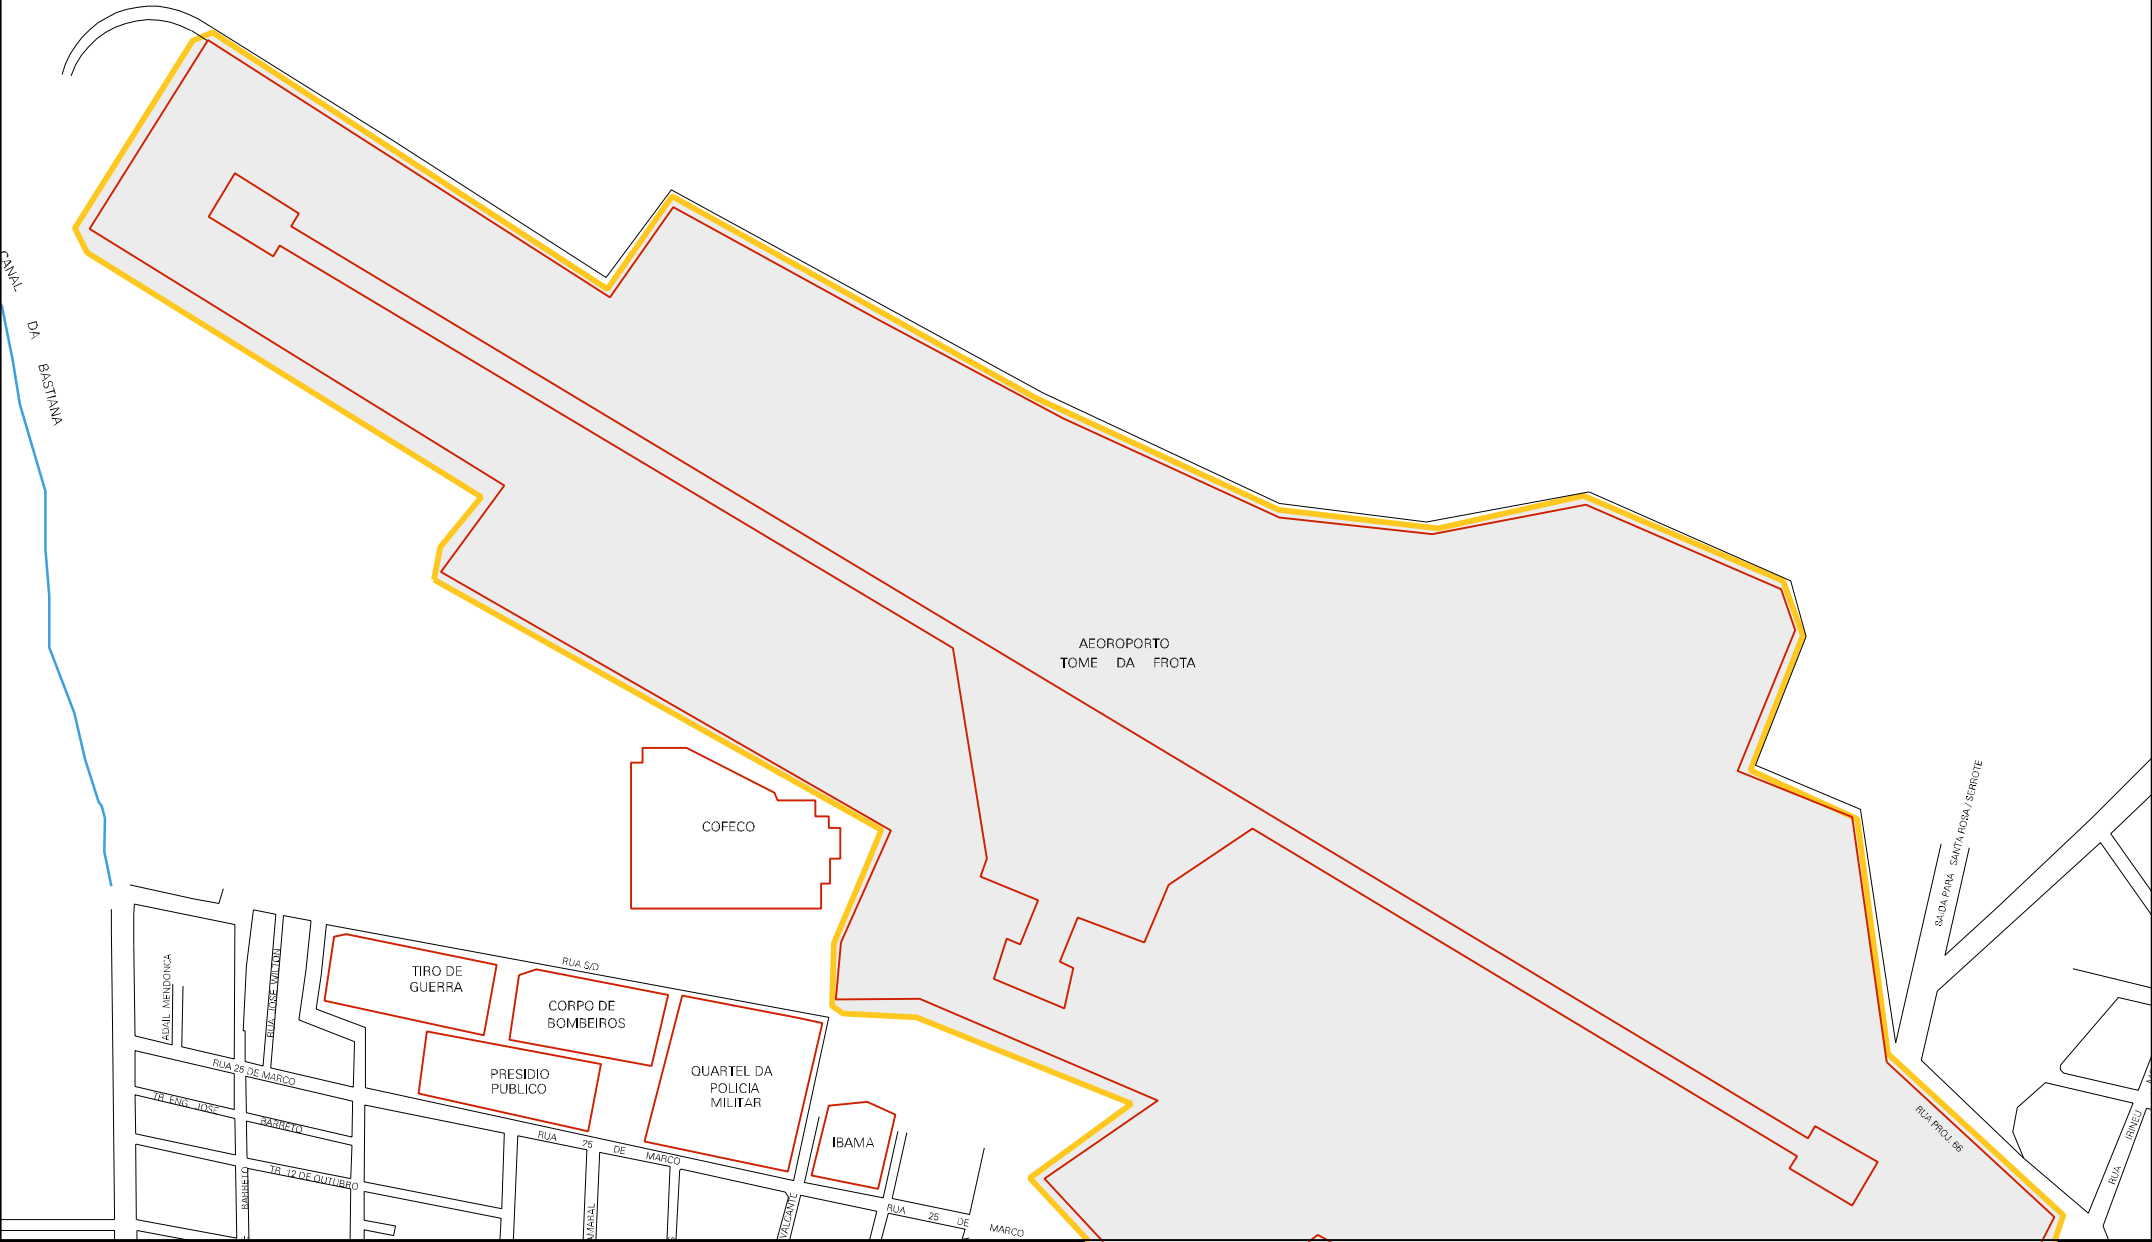 CANAL DA BASTIANA
AEOROPORTO
TOME DA FROTA
COFECO
SAIDA PARA SANTA ROSA / SERROTE
RUA S/D
TIRO DE
GUERRA
CORPO DE
BOMBEIROS
PRESIDIO
PUBLICO
QUARTEL DA
POLICIA
MILITAR
IBAMA
ADAIL MENDONCA
RUA JOSE WILTON
RUA 25 DE MARCO
TR. ENG. JOSE BARRETO
TR. 12 DE OUTUBRO
BARRETO
RUA 25 DE MARCO
AMARAL
VALCANTE
RUA 25 DE MARCO
RUA PROJ. 66
RUA IRINEU